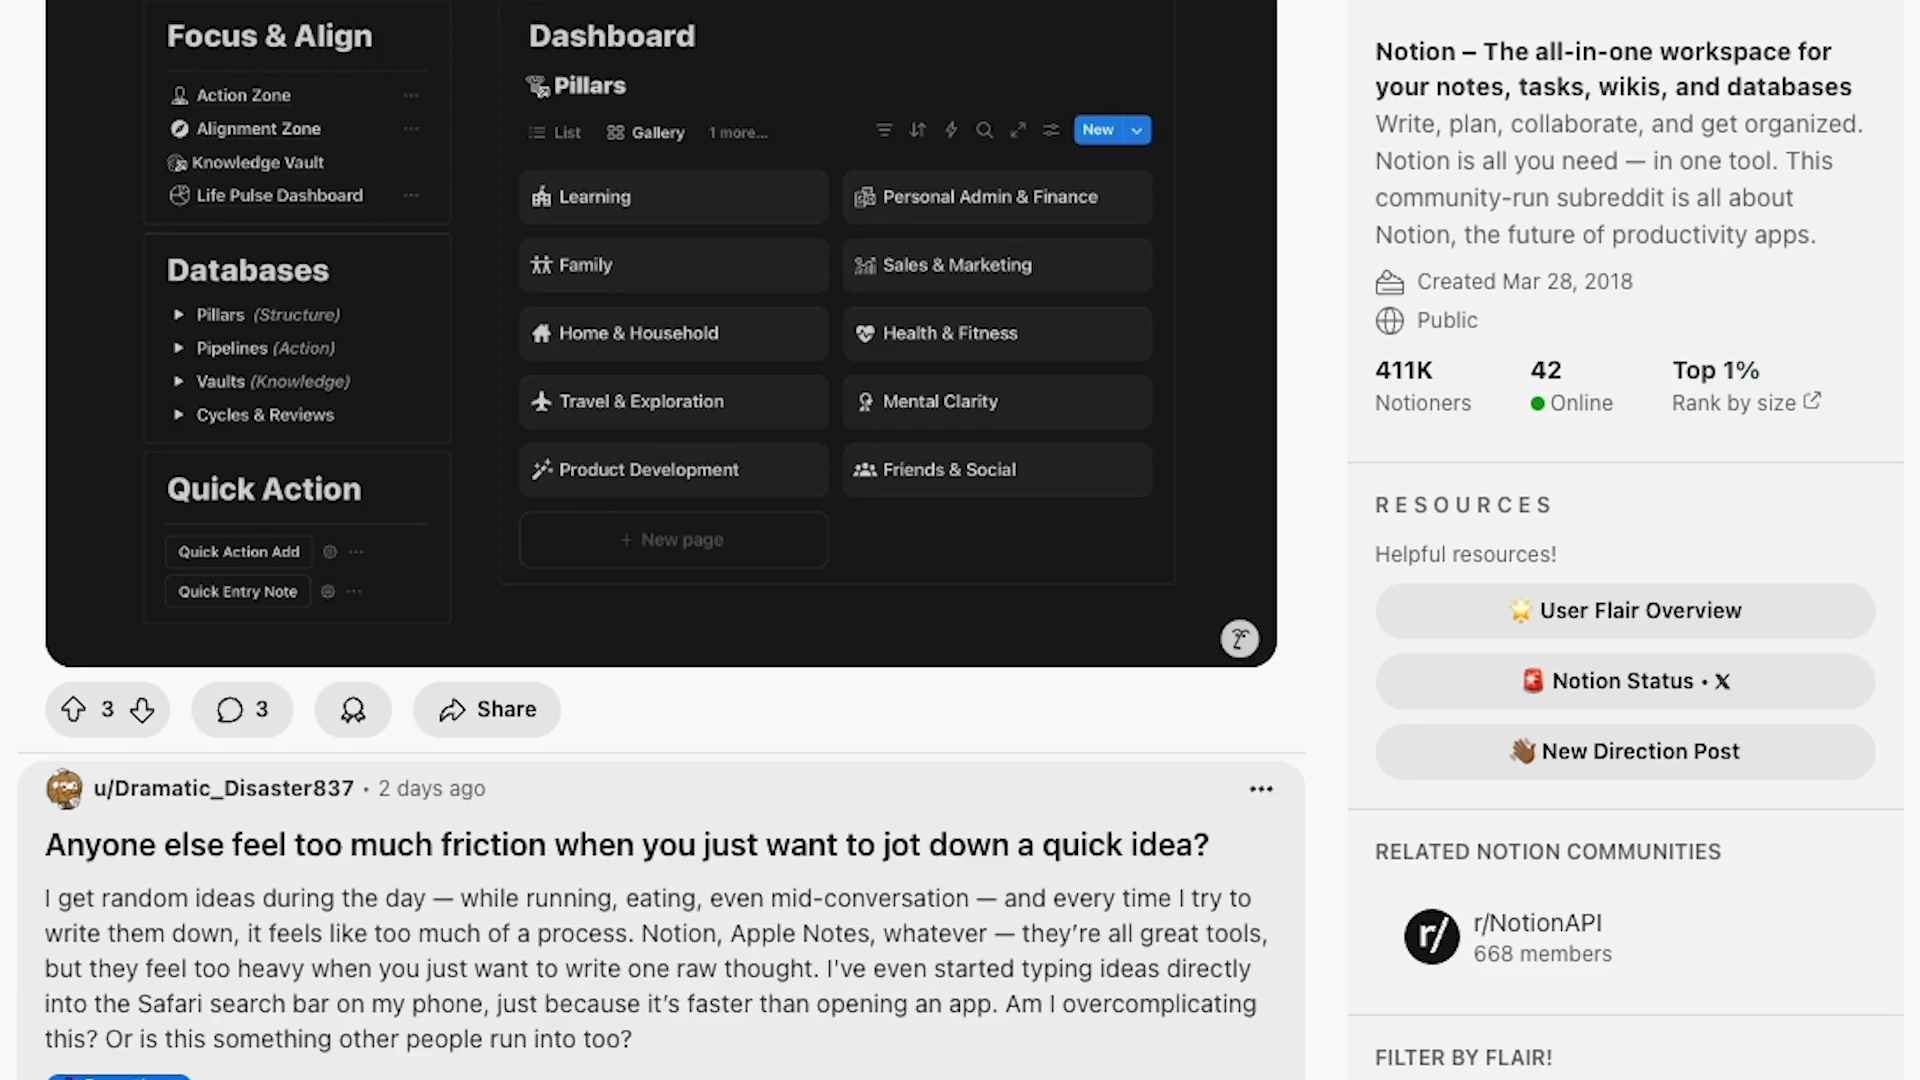 Focus & Align
Action Zone
Alignment Zone
Knowledge Vault
Life Pulse Dashboard
Databases
Pillars (Structure)
Pipelines (Action)
Vaults (Knowledge)
Cycles & Reviews
Quick Action
Quick Action Add
Quick Entry Note
Dashboard
Pillars
List Gallery 1 more...
New
Learning
Personal Admin & Finance
Family
Sales & Marketing
Home & Household
Health & Fitness
Travel & Exploration
Mental Clarity
Product Development
Friends & Social
+ New page
3
3
Share
u/Dramatic_Disaster837 • 2 days ago
Anyone else feel too much friction when you just want to jot down a quick idea?
I get random ideas during the day — while running, eating, even mid-conversation — and every time I try to
write them down, it feels like too much of a process. Notion, Apple Notes, whatever — they’re all great tools,
but they feel too heavy when you just want to write one raw thought. I've even started typing ideas directly
into the Safari search bar on my phone, just because it’s faster than opening an app. Am I overcomplicating
this? Or is this something other people run into too?
Notion – The all-in-one workspace for
your notes, tasks, wikis, and databases
Write, plan, collaborate, and get organized.
Notion is all you need — in one tool. This
community-run subreddit is all about
Notion, the future of productivity apps.
Created Mar 28, 2018
Public
411K 42 Top 1%
Notioners Online Rank by size
RESOURCES
Helpful resources!
User Flair Overview
Notion Status • X
New Direction Post
RELATED NOTION COMMUNITIES
r/
r/NotionAPI
668 members
FILTER BY FLAIR!